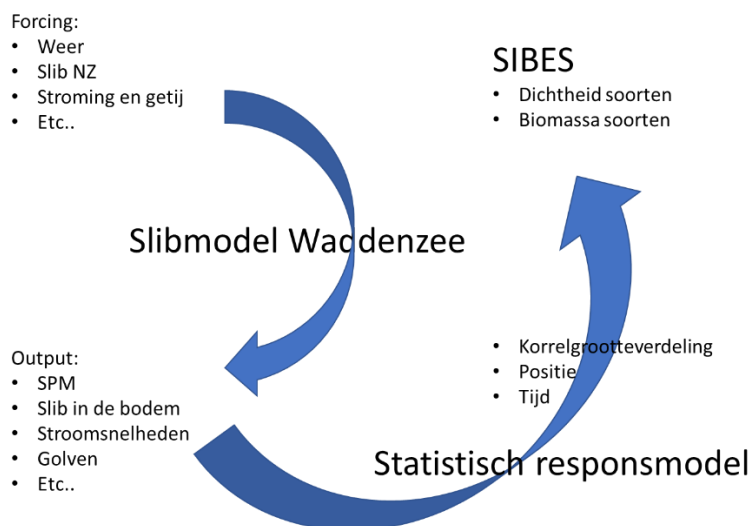 Forcing:
• Weer
• Slib NZ
• Stroming en getij
• Etc..
SIBES
• Dichtheid soorten
• Biomassa soorten
Slibmodel Waddenzee
Output:
• SPM
• Slib in de bodem
• Stroomsnelheden
• Golven
• Etc..
• Korrelgrootteverdeling
• Positie
• Tijd
Statistisch responsmodel